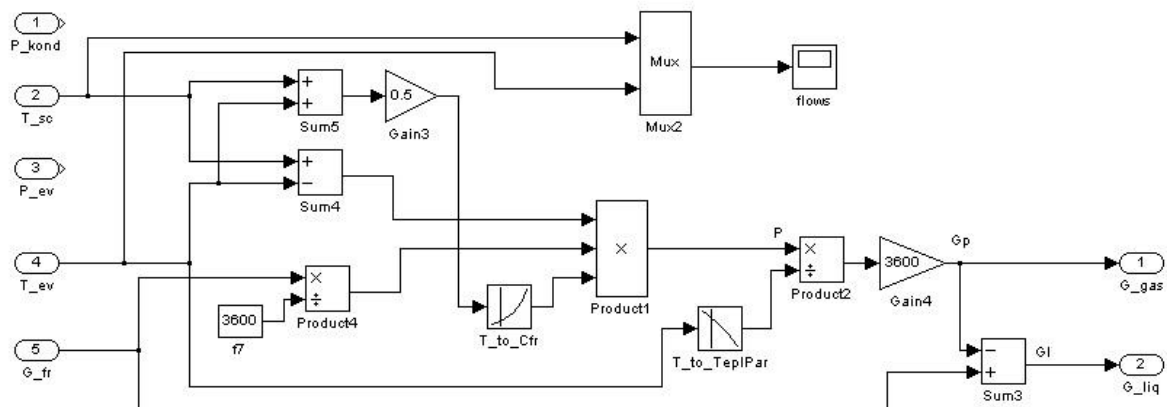 1
P_kond
2
T_sc
3
P_ev
4
T_ev
5
G_fr
+
+
Sum5
0.5
Gain3
+
−
Sum4
×
÷
Product4
3600
f7
T_to_Cfr
Mux
Mux2
flows
×
Product1
P
×
÷
Product2
T_to_TeplPar
3600
Gain4
Gp
1
G_gas
−
+
Sum3
Gl
2
G_liq